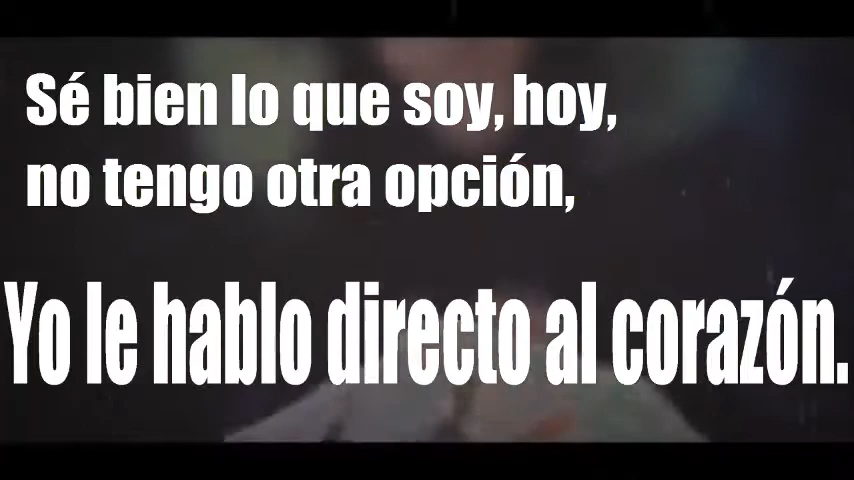 Sé bien lo que soy, hoy,
no tengo otra opción,
Yo le hablo directo al corazón.